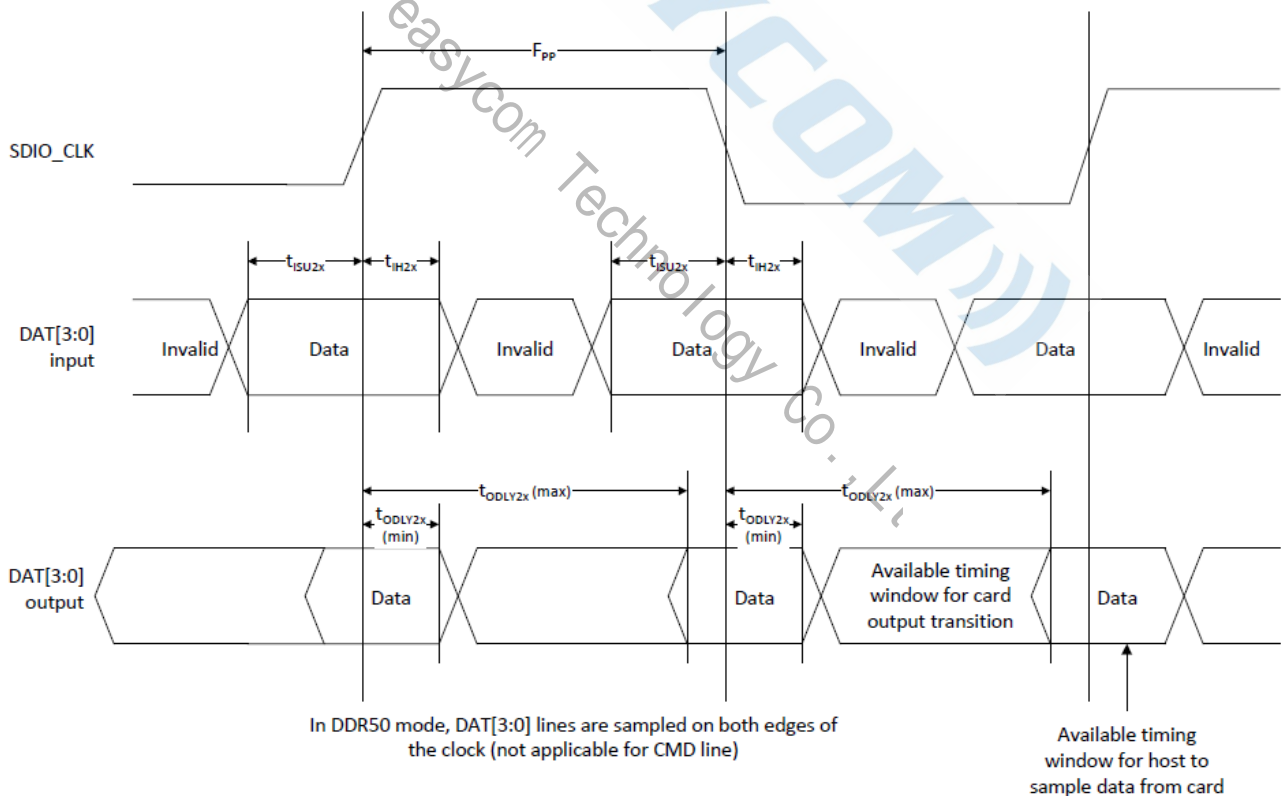 F_PP
SDIO_CLK
t_ISU2x
t_IH2x
t_ISU2x
t_IH2x
DAT[3:0]
input
Invalid
Data
Invalid
Data
Invalid
Data
Invalid
t_ODLY2x (max)
t_ODLY2x (max)
t_ODLY2x
(min)
t_ODLY2x
(min)
DAT[3:0]
output
Data
Data
Available timing
window for card
output transition
Data
In DDR50 mode, DAT[3:0] lines are sampled on both edges of
the clock (not applicable for CMD line)
Available timing
window for host to
sample data from card
easycom Technology Co.,
YCOM